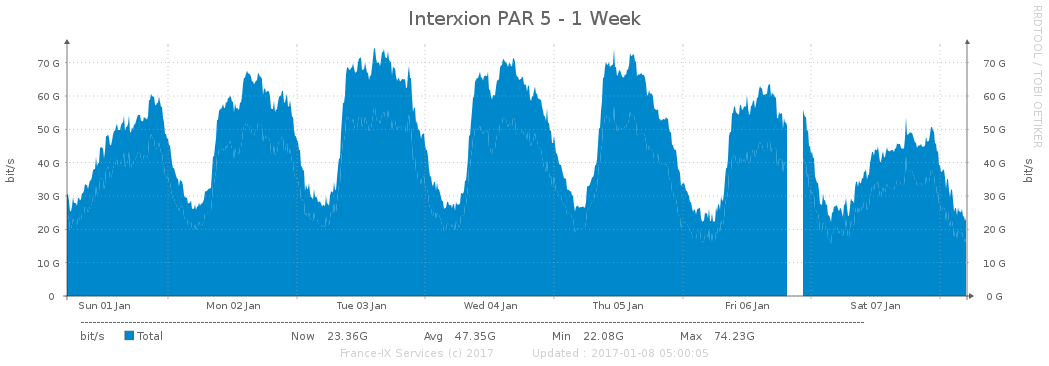 Interxion PAR 5 - 1 Week
RRDTOOL / TOBI OETIKER
bit/s
bit/s
70 G 70 G
60 G 60 G
50 G 50 G
40 G 40 G
30 G 30 G
20 G 20 G
10 G 10 G
0 0 G
Sun 01 Jan Mon 02 Jan Tue 03 Jan Wed 04 Jan Thu 05 Jan Fri 06 Jan Sat 07 Jan
bit/s Total Now 23.36G Avg 47.35G Min 22.08G Max 74.23G
France-IX Services (c) 2017 Updated : 2017-01-08 05:00:05